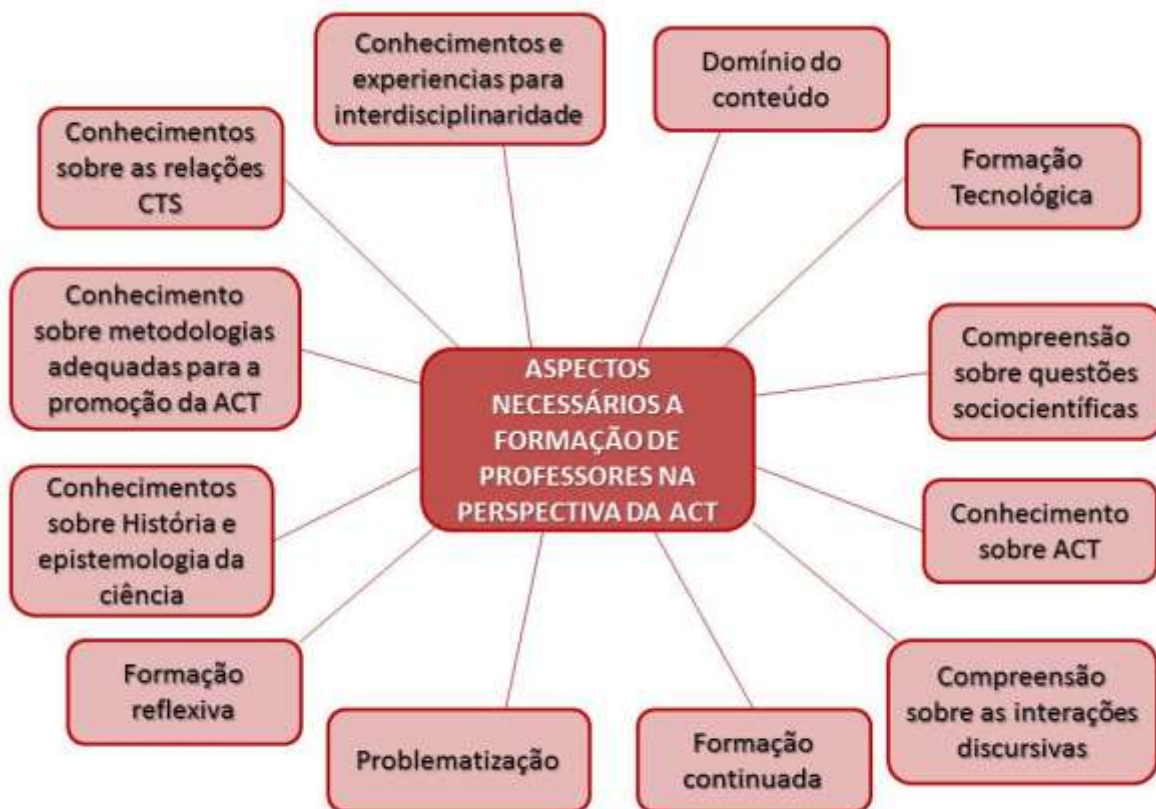 Conhecimentos e
experiencias para
interdisciplinaridade
Domínio do
conteúdo
Conhecimentos
sobre as relações
CTS
Formação
Tecnológica
Conhecimento
sobre metodologias
adequadas para a
promoção da ACT
Compreensão
sobre questões
sociocientíficas
ASPECTOS
NECESSÁRIOS A
FORMAÇÃO DE
PROFESSORES NA
PERSPECTIVA DA ACT
Conhecimentos
sobre História e
epistemologia da
ciência
Conhecimento
sobre ACT
Formação
reflexiva
Problematização
Formação
continuada
Compreensão
sobre as interações
discursivas